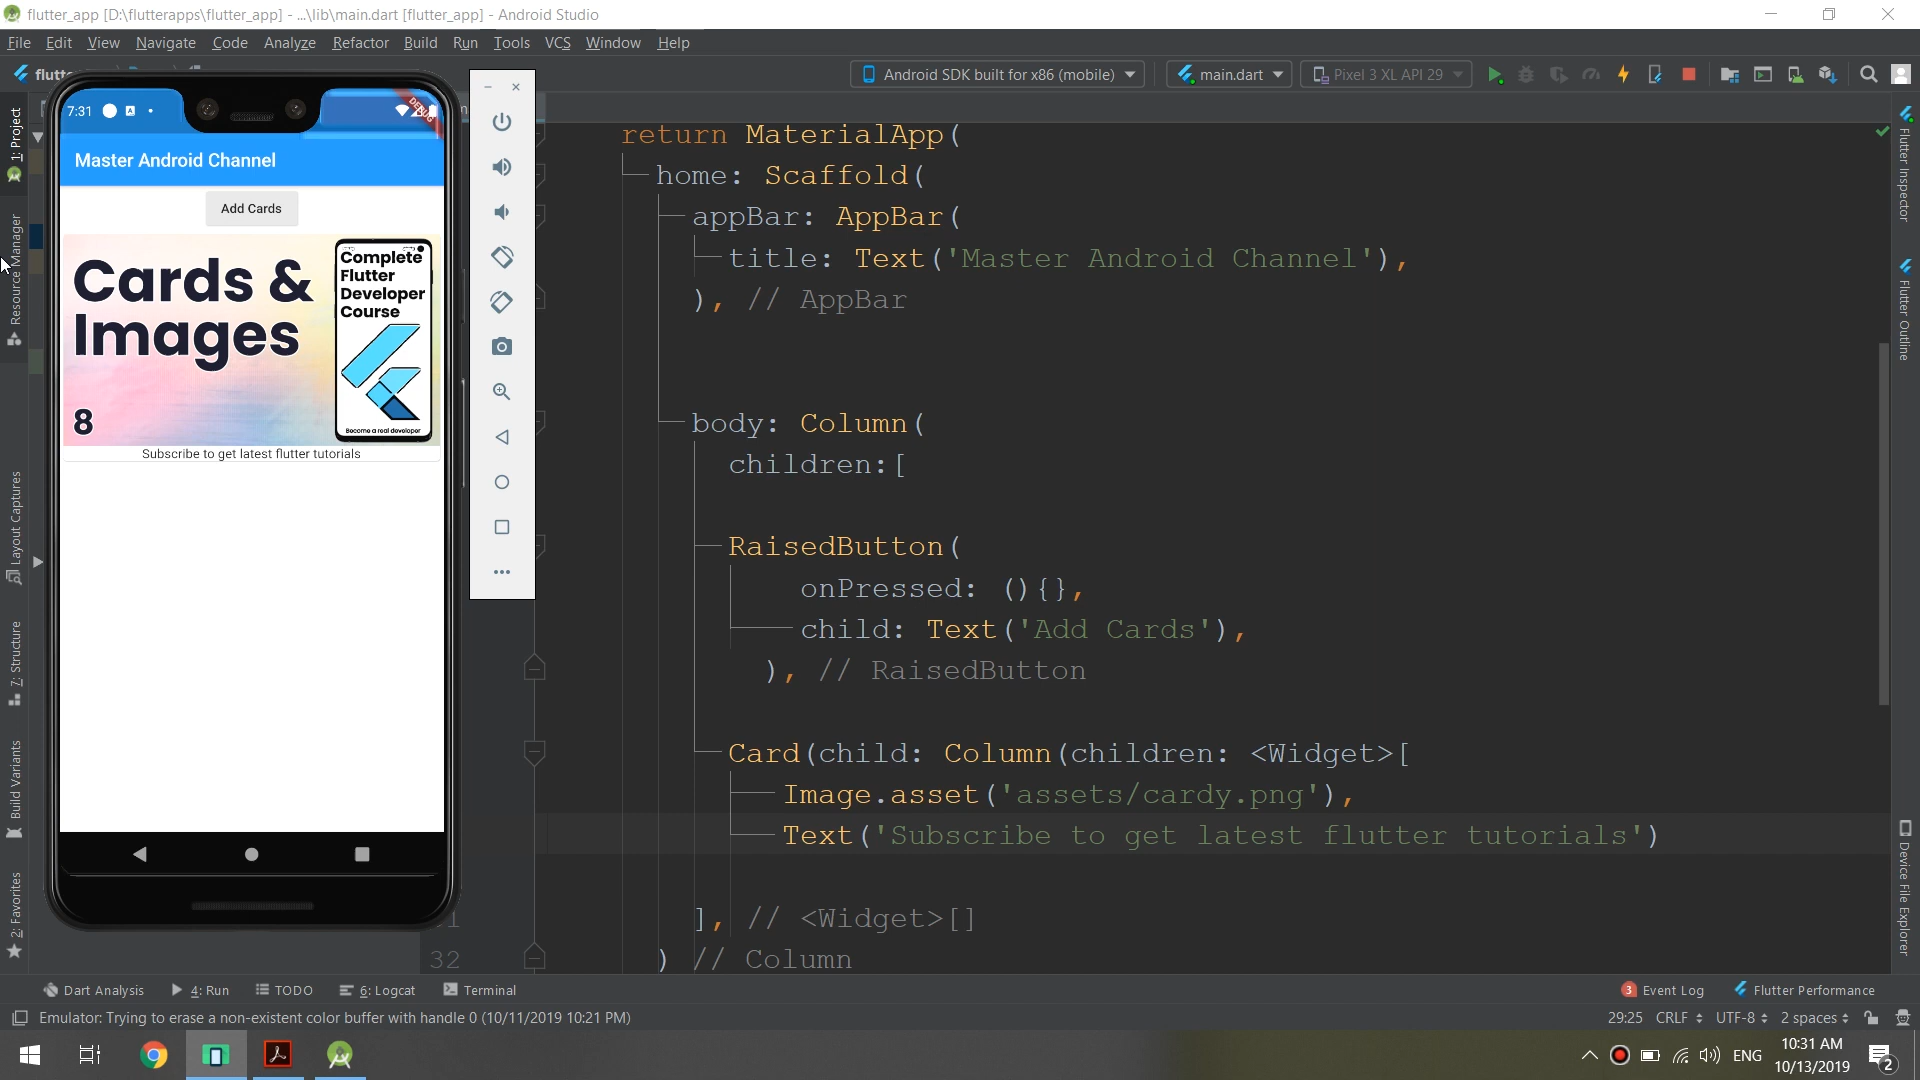 flutter_app [D:\flutterapps\flutter_app] - ...\lib\main.dart [flutter_app] - Android Studio
File Edit View Navigate Code Analyze Refactor Build Run Tools VCS Window Help
Android SDK built for x86 (mobile) main.dart Pixel 3 XL API 29
1: Project
Resource Manager
Layout Captures
7: Structure
Build Variants
2: Favorites
7:31
DEBUG
Master Android Channel
Add Cards
Cards &
Images
8
Complete
Flutter
Developer
Course
Become a real developer
Subscribe to get latest flutter tutorials
return MaterialApp(
home: Scaffold(
appBar: AppBar(
title: Text('Master Android Channel'),
), // AppBar
body: Column(
children:[
RaisedButton(
onPressed: (){},
child: Text('Add Cards'),
), // RaisedButton
Card(child: Column(children: <Widget>[
Image.asset('assets/cardy.png'),
Text('Subscribe to get latest flutter tutorials')
], // <Widget>[]
32 ) // Column
Flutter Inspector
Flutter Outline
Device File Explorer
Dart Analysis 4: Run TODO 6: Logcat Terminal 3 Event Log Flutter Performance
Emulator: Trying to erase a non-existent color buffer with handle 0 (10/11/2019 10:21 PM) 29:25 CRLF UTF-8 2 spaces
ENG 10:31 AM
10/13/2019
2